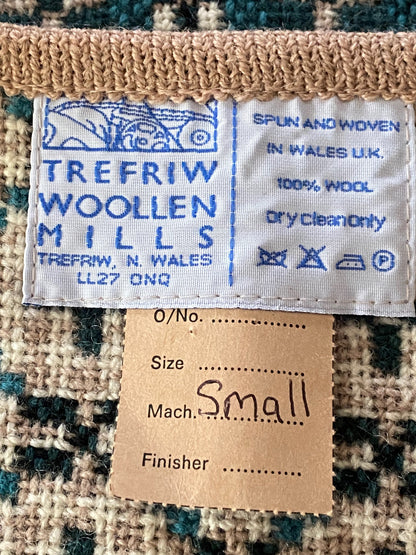 TREFRIW
WOOLLEN
MILLS
TREFRIW, N. WALES
LL27 0NQ
SPUN AND WOVEN
IN WALES U.K.
100% WOOL
Dry Clean Only
P
O/No. ..................
Size ...................
Mach. Small
Finisher ..............